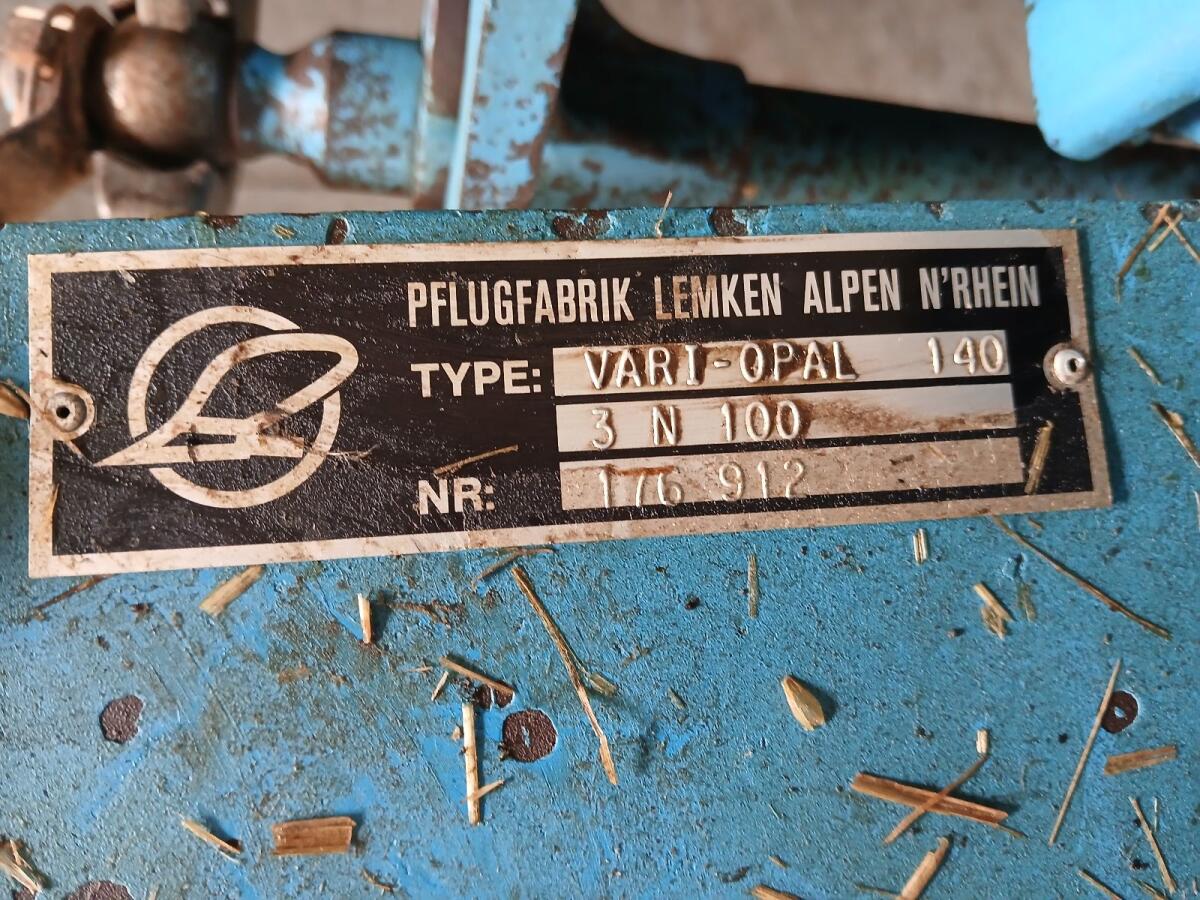 PFLUGFABRIK LEMKEN ALPEN N'RHEIN
TYPE: VARI-OPAL 140
3 N 100
NR: 176 912